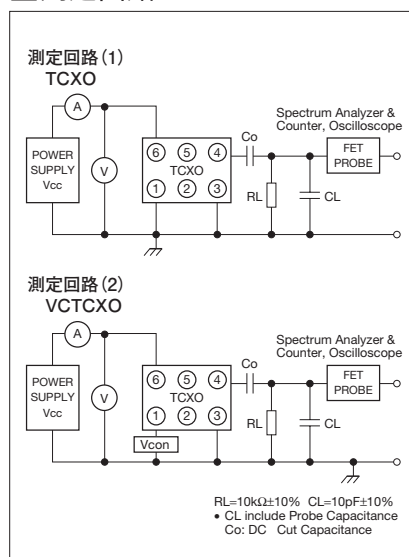 測定回路(1)
TCXO
A
POWER
SUPPLY
Vcc
V
6 5 4
TCXO
1 2 3
Co
Spectrum Analyzer &
Counter, Oscilloscope
RL
CL
FET
PROBE
測定回路(2)
VCTCXO
A
POWER
SUPPLY
Vcc
V
6 5 4
TCXO
1 2 3
Vcon
Co
Spectrum Analyzer &
Counter, Oscilloscope
RL
CL
FET
PROBE
RL=10kΩ±10% CL=10pF±10%
• CL include Probe Capacitance
Co: DC Cut Capacitance